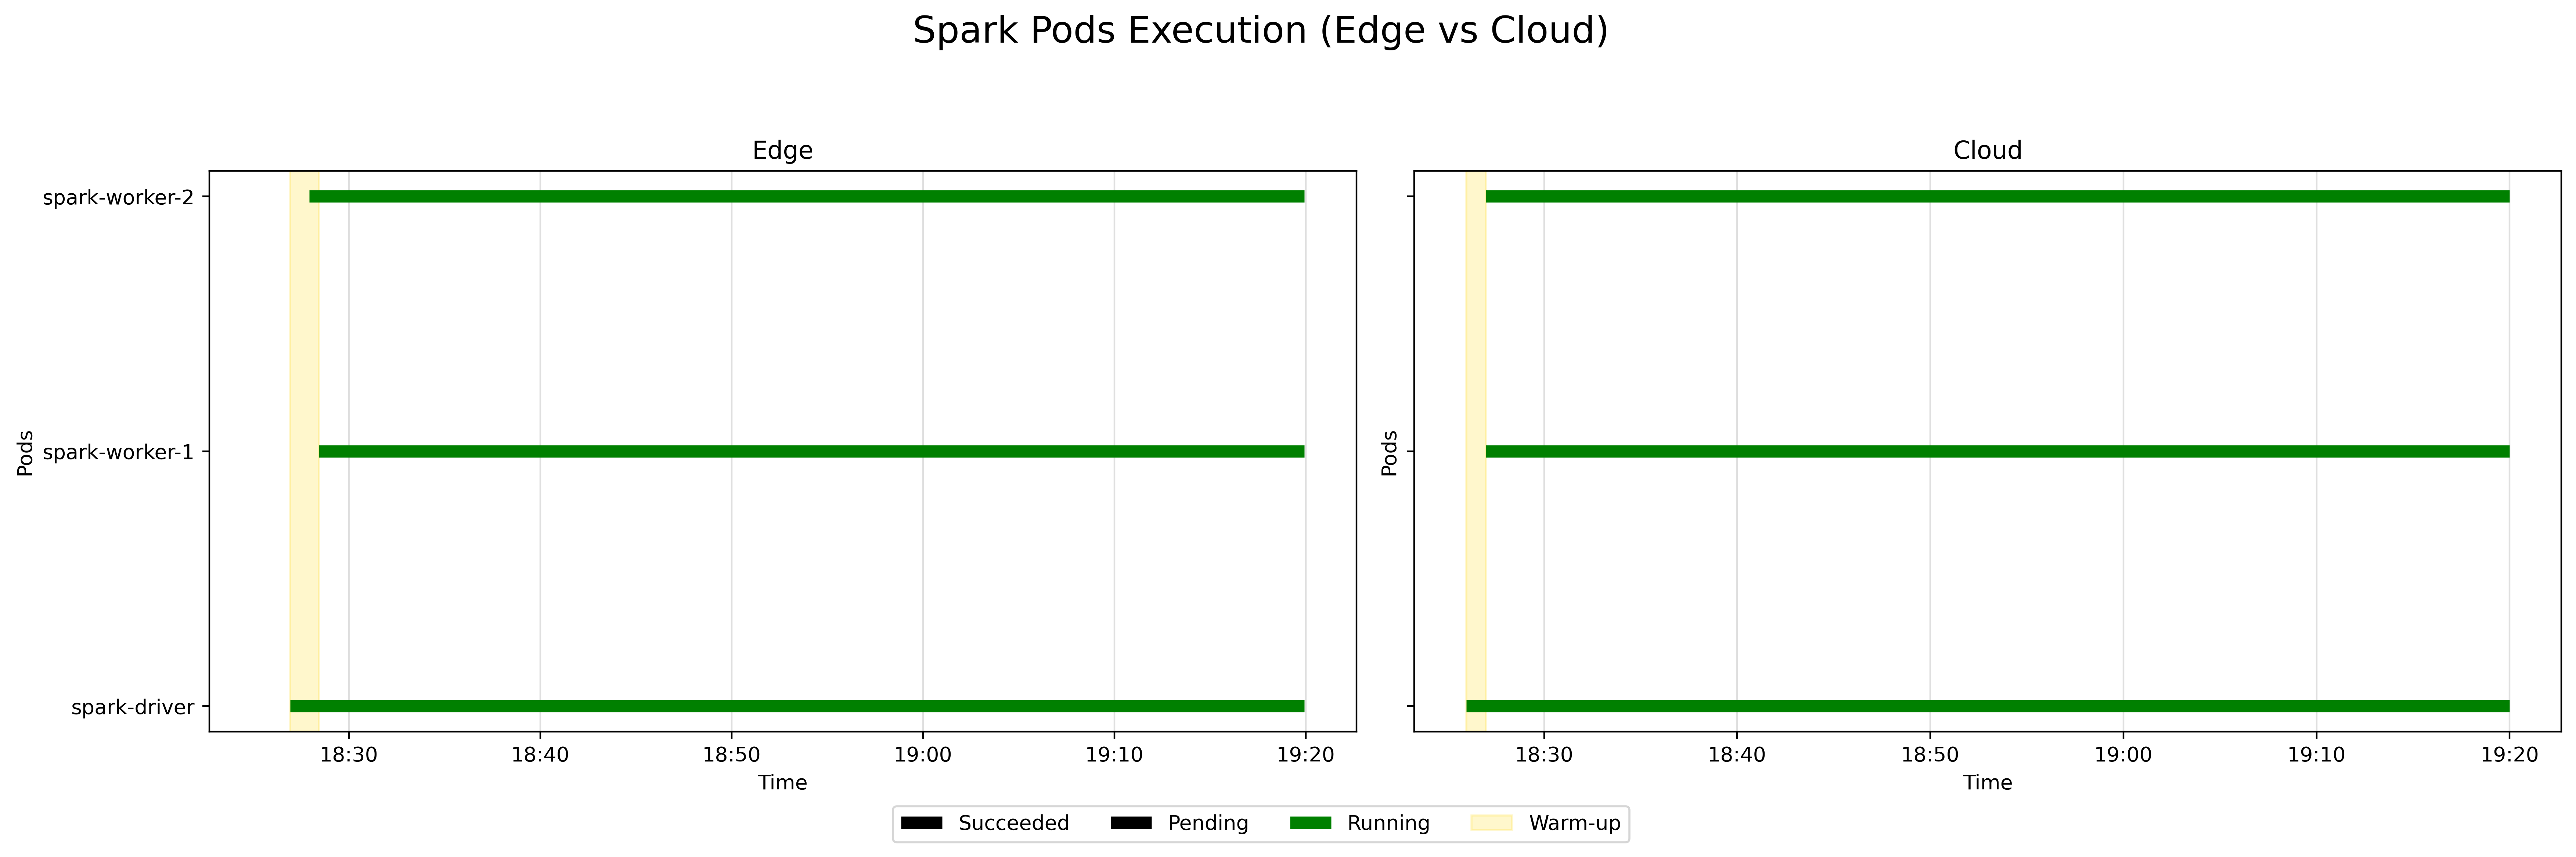 Spark Pods Execution (Edge vs Cloud)
Edge
Pods
spark-worker-2
spark-worker-1
spark-driver
18:30 18:40 18:50 19:00 19:10 19:20
Time
Cloud
Pods
18:30 18:40 18:50 19:00 19:10 19:20
Time
Succeeded Pending Running Warm-up